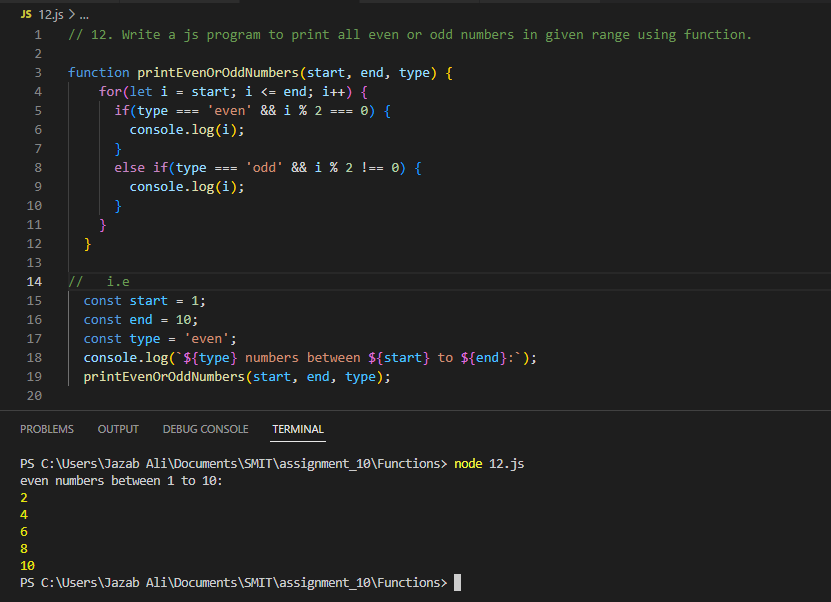 JS 12.js > ...
1 // 12. Write a js program to print all even or odd numbers in given range using function.
2
3 function printEvenOrOddNumbers(start, end, type) {
4     for(let i = start; i <= end; i++) {
5       if(type === 'even' && i % 2 === 0) {
6         console.log(i);
7       }
8       else if(type === 'odd' && i % 2 !== 0) {
9         console.log(i);
10       }
11     }
12   }
13
14 //   i.e
15   const start = 1;
16   const end = 10;
17   const type = 'even';
18   console.log(`${type} numbers between ${start} to ${end}:`);
19   printEvenOrOddNumbers(start, end, type);
20
PROBLEMS OUTPUT DEBUG CONSOLE TERMINAL
PS C:\Users\Jazab Ali\Documents\SMIT\assignment_10\Functions> node 12.js
even numbers between 1 to 10:
2
4
6
8
10
PS C:\Users\Jazab Ali\Documents\SMIT\assignment_10\Functions>